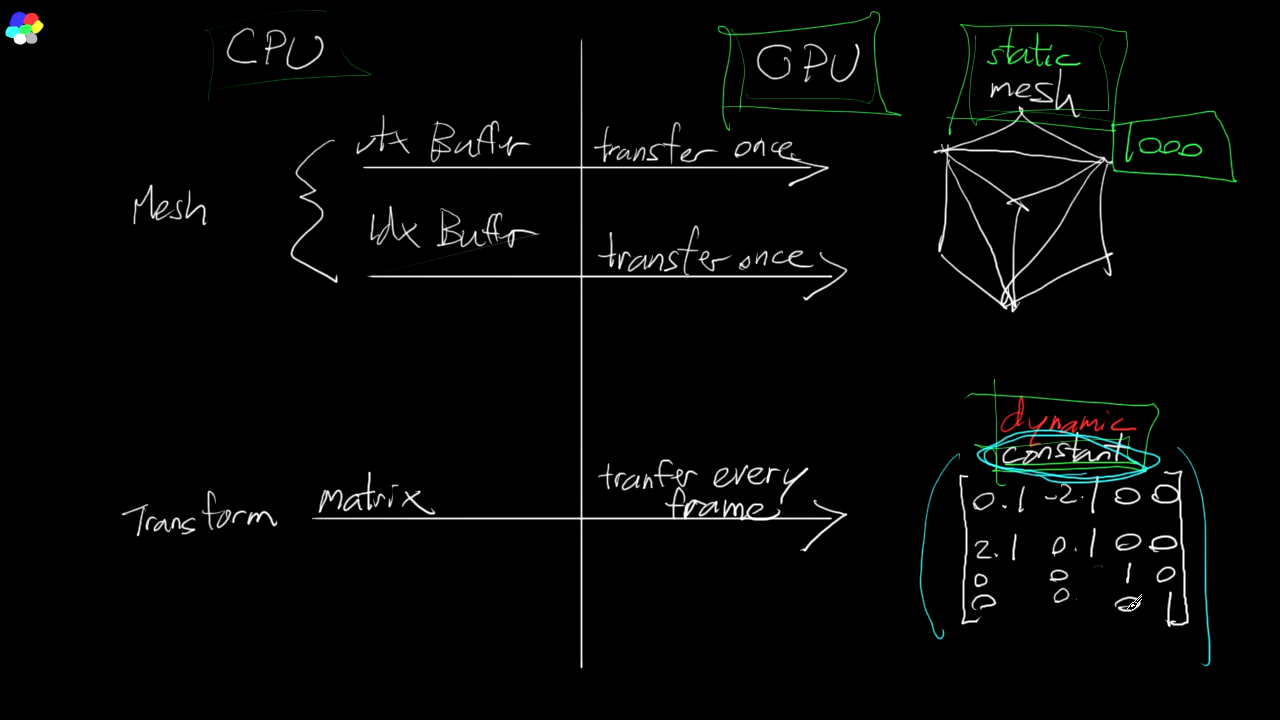 CPU
GPU
static
mesh
vtx Buffer
transfer once
1000
Mesh
Idx Buffer
transfer once
dynamic
constant
Transform
matrix
tranfer every
frame
0.1 -2.1 0 0
2.1 0.1 0 0
0 0 1 0
0 0. 0 1